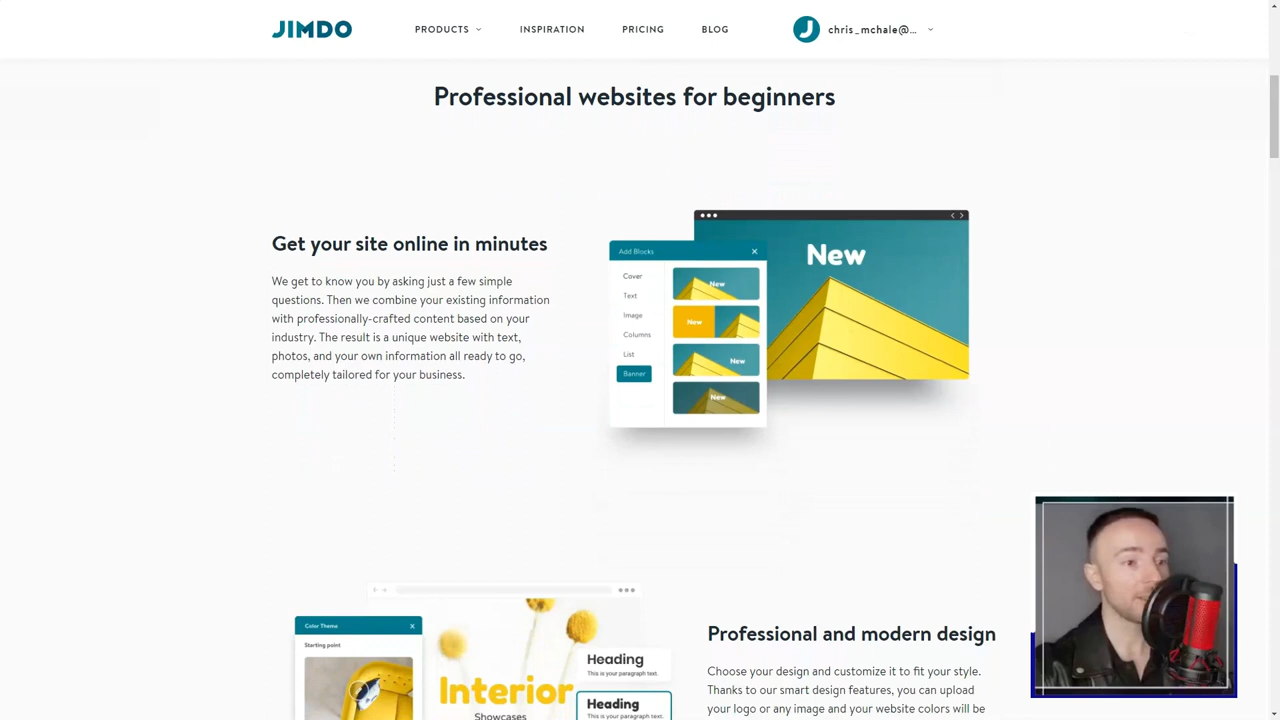 JIMDO
PRODUCTS
INSPIRATION
PRICING
BLOG
chris_mchale@...
Professional websites for beginners
Get your site online in minutes
We get to know you by asking just a few simple
questions. Then we combine your existing information
with professionally-crafted content based on your
industry. The result is a unique website with text,
photos, and your own information all ready to go,
completely tailored for your business.
Add Blocks
Cover
Text
Image
Columns
List
Banner
New
New
New
New
New
Color Theme
Starting point
Interior
Showcases
Heading
This is your paragraph text.
Heading
This is your paragraph text.
Professional and modern design
Choose your design and customize it to fit your style.
Thanks to our smart design features, you can upload
your logo or any image and your website colors will be